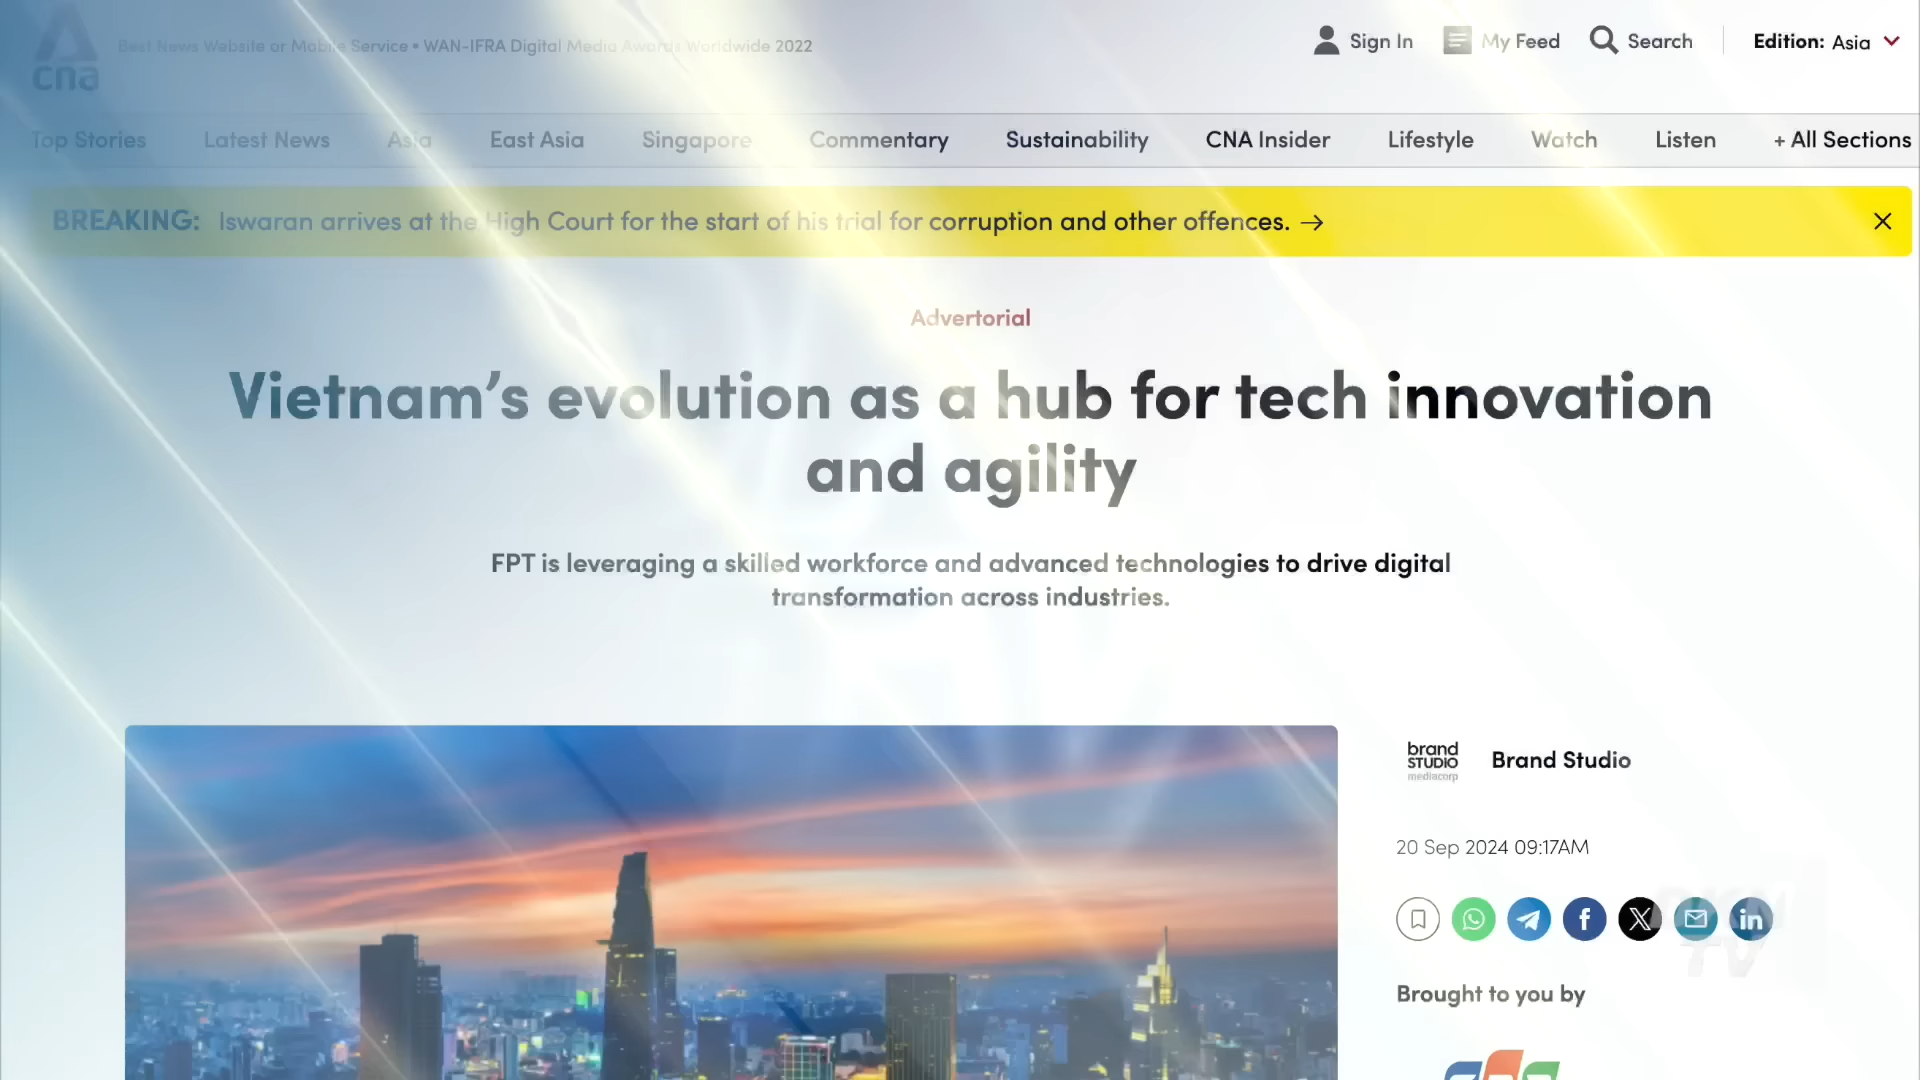 cna
Best News Website or Mobile Service • WAN-IFRA Digital Media Awards Worldwide 2022
Sign In
My Feed
Search
Edition: Asia
Top Stories
Latest News
Asia
East Asia
Singapore
Commentary
Sustainability
CNA Insider
Lifestyle
Watch
Listen
+ All Sections
BREAKING: Iswaran arrives at the High Court for the start of his trial for corruption and other offences. →
Advertorial
Vietnam’s evolution as a hub for tech innovation
and agility
FPT is leveraging a skilled workforce and advanced technologies to drive digital
transformation across industries.
brand
STUDIO
mediacorp
Brand Studio
20 Sep 2024 09:17AM
Brought to you by